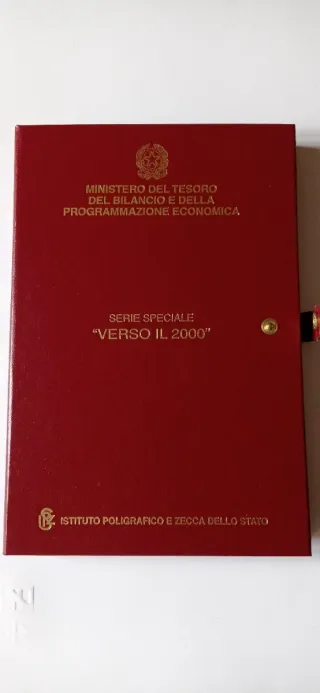 MINISTERO DEL TESORO
DEL BILANCIO E DELLA
PROGRAMMAZIONE ECONOMICA
SERIE SPECIALE
"VERSO IL 2000"
ISTITUTO POLIGRAFICO E ZECCA DELLO STATO